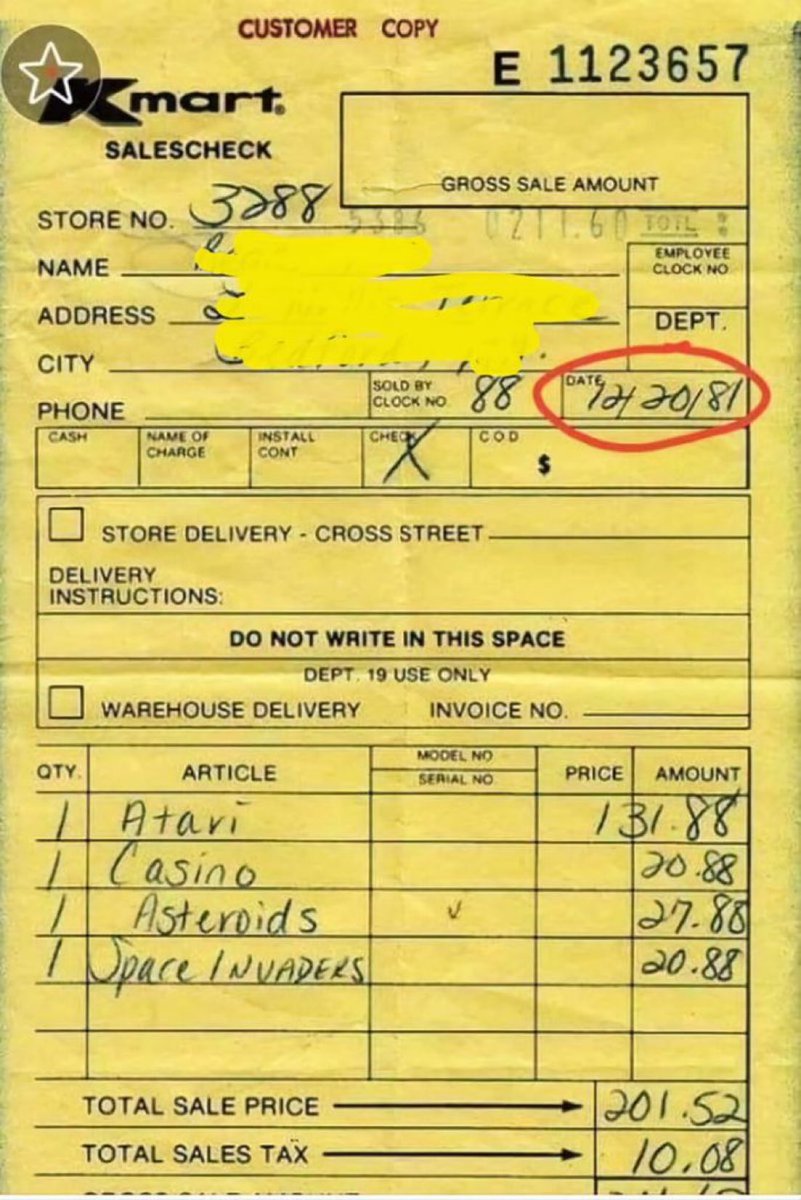 CUSTOMER COPY
E 1123657
Kmart®
SALESCHECK
GROSS SALE AMOUNT
STORE NO. 3288
0211.60 TOTL
NAME
EMPLOYEE CLOCK NO
ADDRESS
DEPT.
CITY
PHONE
SOLD BY CLOCK NO 88
DATE 12/20/81
CASH NAME OF CHARGE INSTALL CONT CHECK X COD $
STORE DELIVERY - CROSS STREET
DELIVERY
INSTRUCTIONS:
DO NOT WRITE IN THIS SPACE
DEPT. 19 USE ONLY
WAREHOUSE DELIVERY INVOICE NO.
QTY. ARTICLE MODEL NO SERIAL NO PRICE AMOUNT
1 Atari 131.88
1 Casino 20.88
1 Asteroids 27.88
1 Space INVADERS 20.88
TOTAL SALE PRICE 201.52
TOTAL SALES TAX 10.08